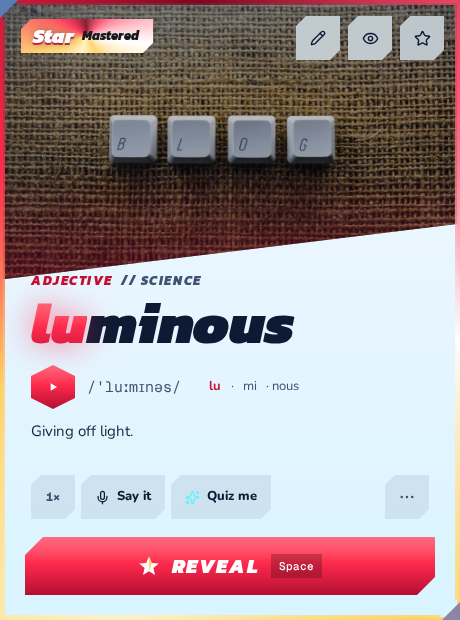 Star Mastered
B L O G
ADJECTIVE // SCIENCE
luminous
/ˈluːmɪnəs/ lu · mi · nous
Giving off light.
1× Say it Quiz me ...
REVEAL Space